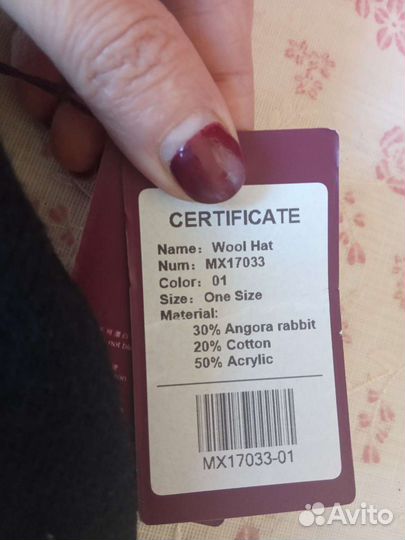 CERTIFICATE
Name: Wool Hat
Num: MX17033
Color: 01
Size: One Size
Material:
30% Angora rabbit
20% Cotton
50% Acrylic
MX17033-01
Avito